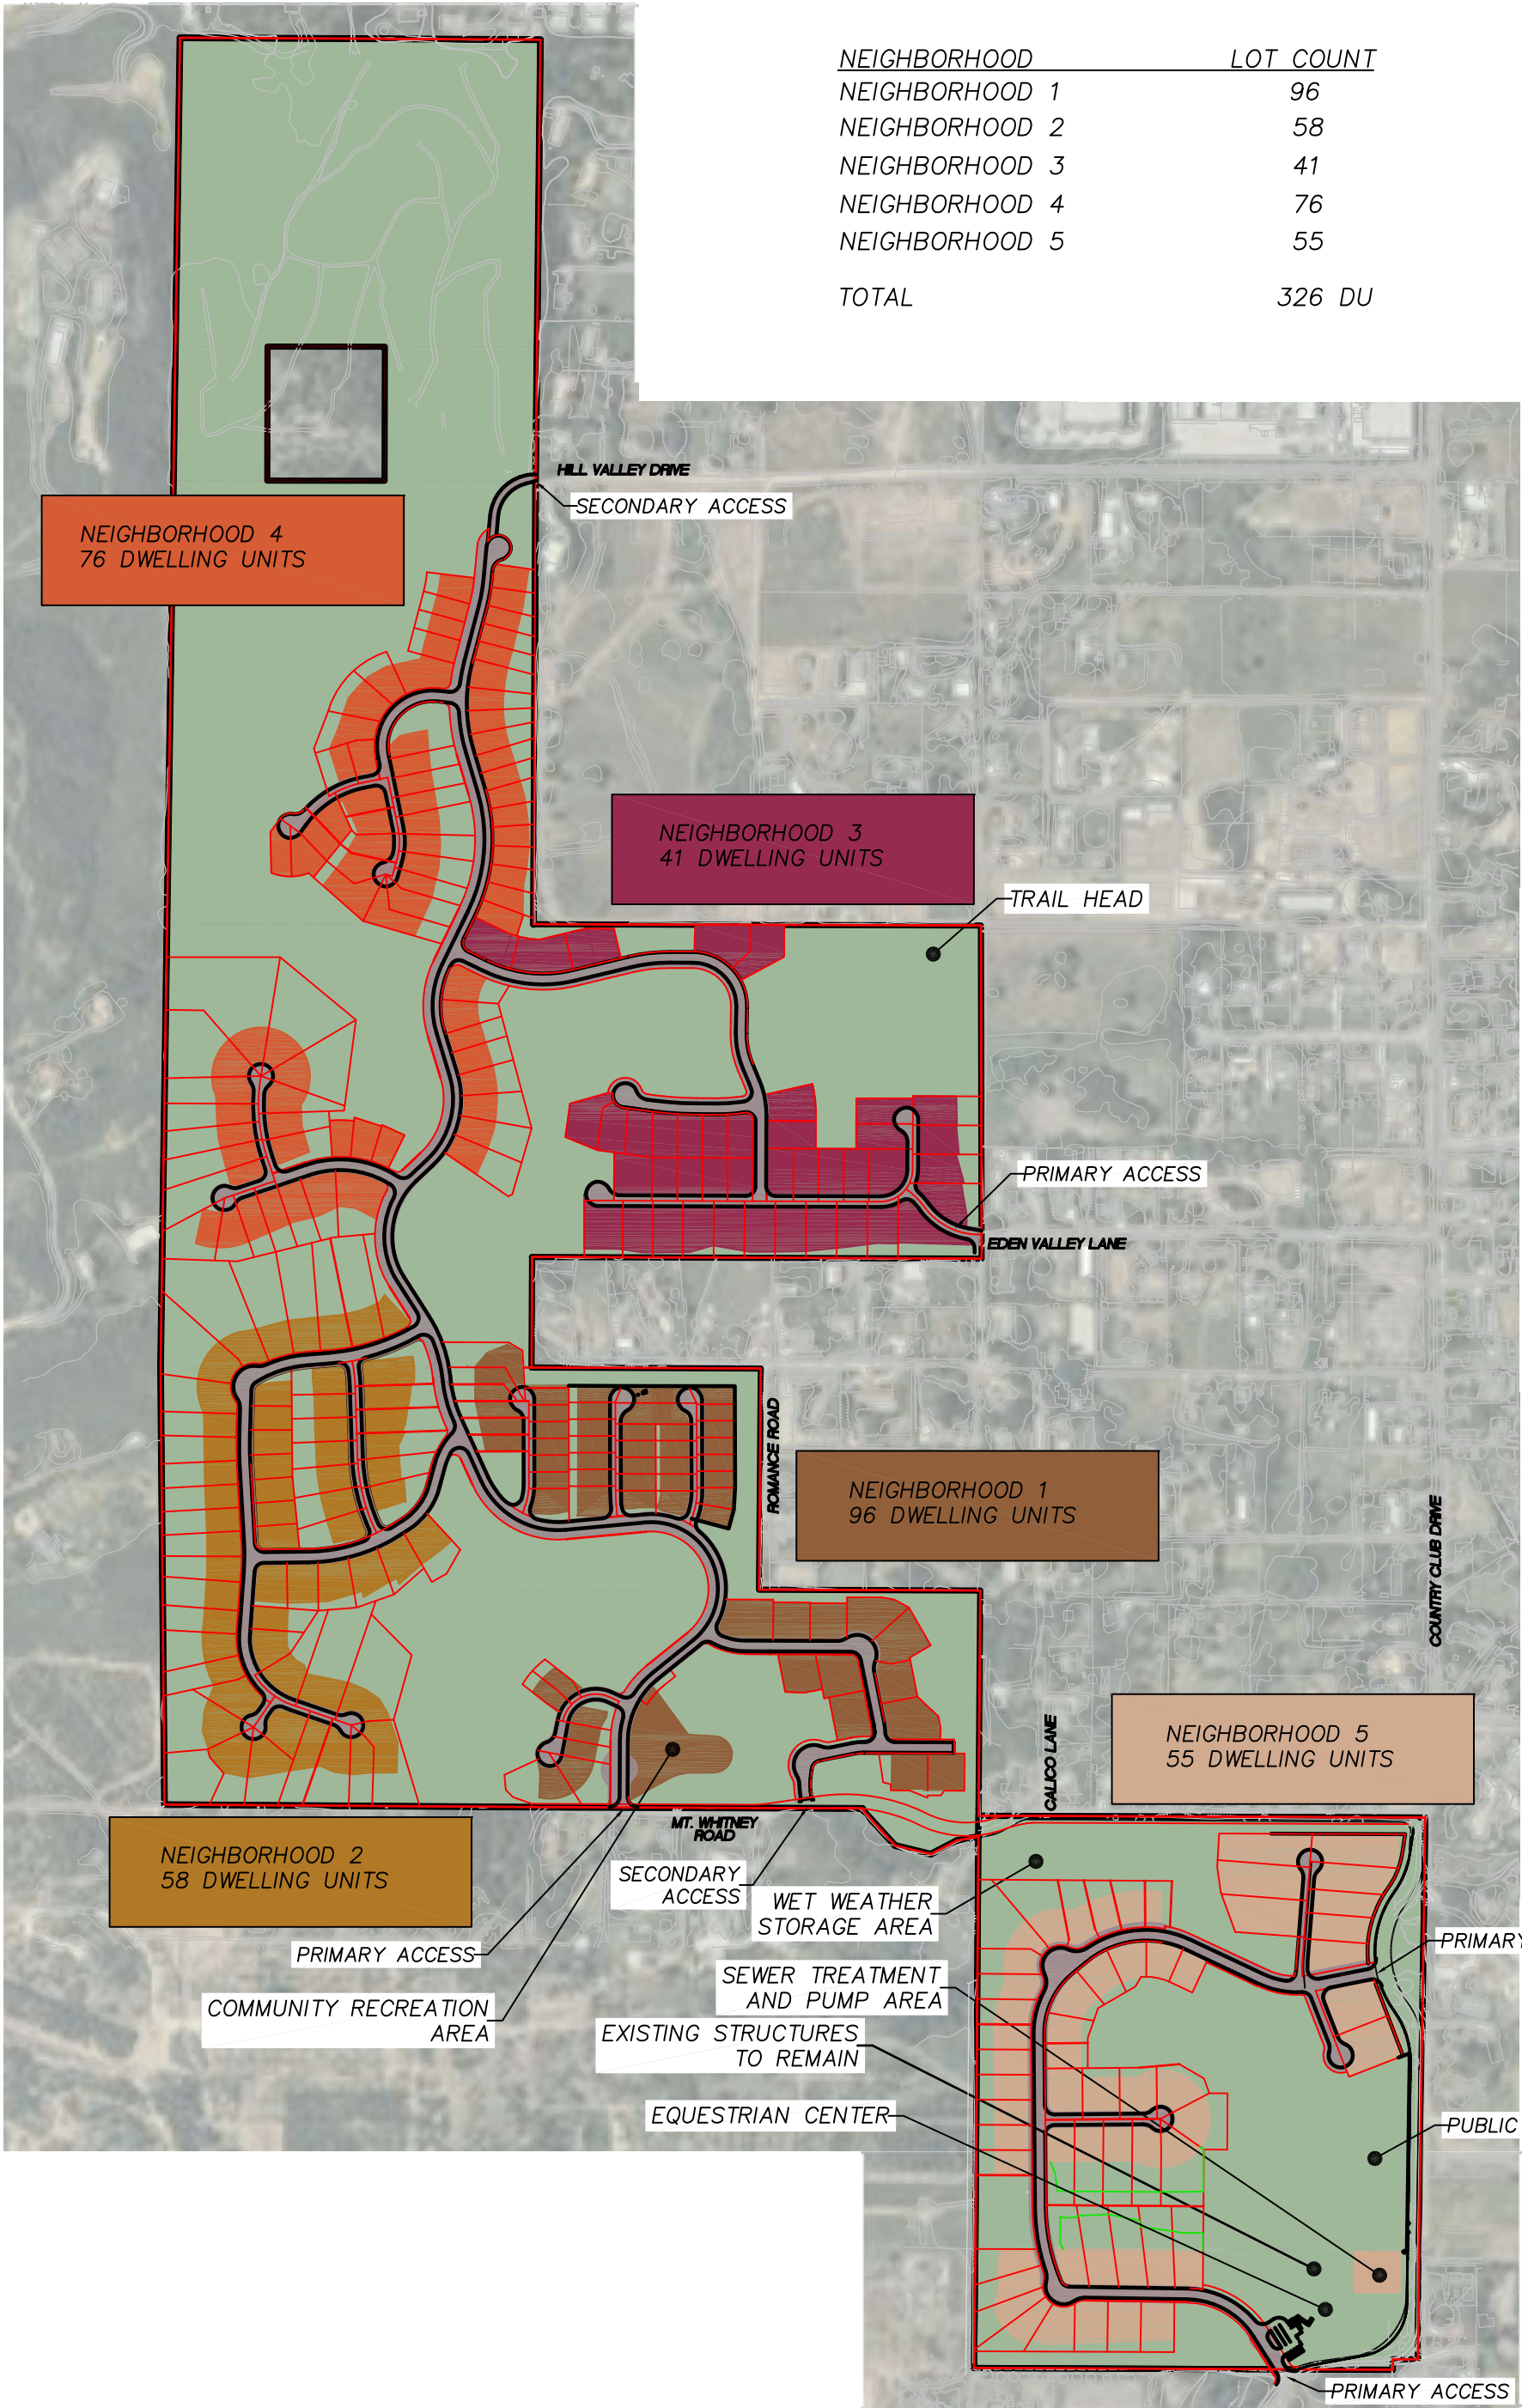 NEIGHBORHOOD LOT COUNT
NEIGHBORHOOD 1 96
NEIGHBORHOOD 2 58
NEIGHBORHOOD 3 41
NEIGHBORHOOD 4 76
NEIGHBORHOOD 5 55
TOTAL 326 DU
HILL VALLEY DRIVE
SECONDARY ACCESS
NEIGHBORHOOD 4
76 DWELLING UNITS
NEIGHBORHOOD 3
41 DWELLING UNITS
TRAIL HEAD
PRIMARY ACCESS
EDEN VALLEY LANE
ROMANCE ROAD
NEIGHBORHOOD 1
96 DWELLING UNITS
COUNTRY CLUB DRIVE
CALICO LANE
NEIGHBORHOOD 5
55 DWELLING UNITS
MT. WHITNEY
ROAD
NEIGHBORHOOD 2
58 DWELLING UNITS
SECONDARY
ACCESS
WET WEATHER
STORAGE AREA
PRIMARY ACCESS
PRIMARY
SEWER TREATMENT
AND PUMP AREA
COMMUNITY RECREATION
AREA
EXISTING STRUCTURES
TO REMAIN
EQUESTRIAN CENTER
PUBLIC
PRIMARY ACCESS